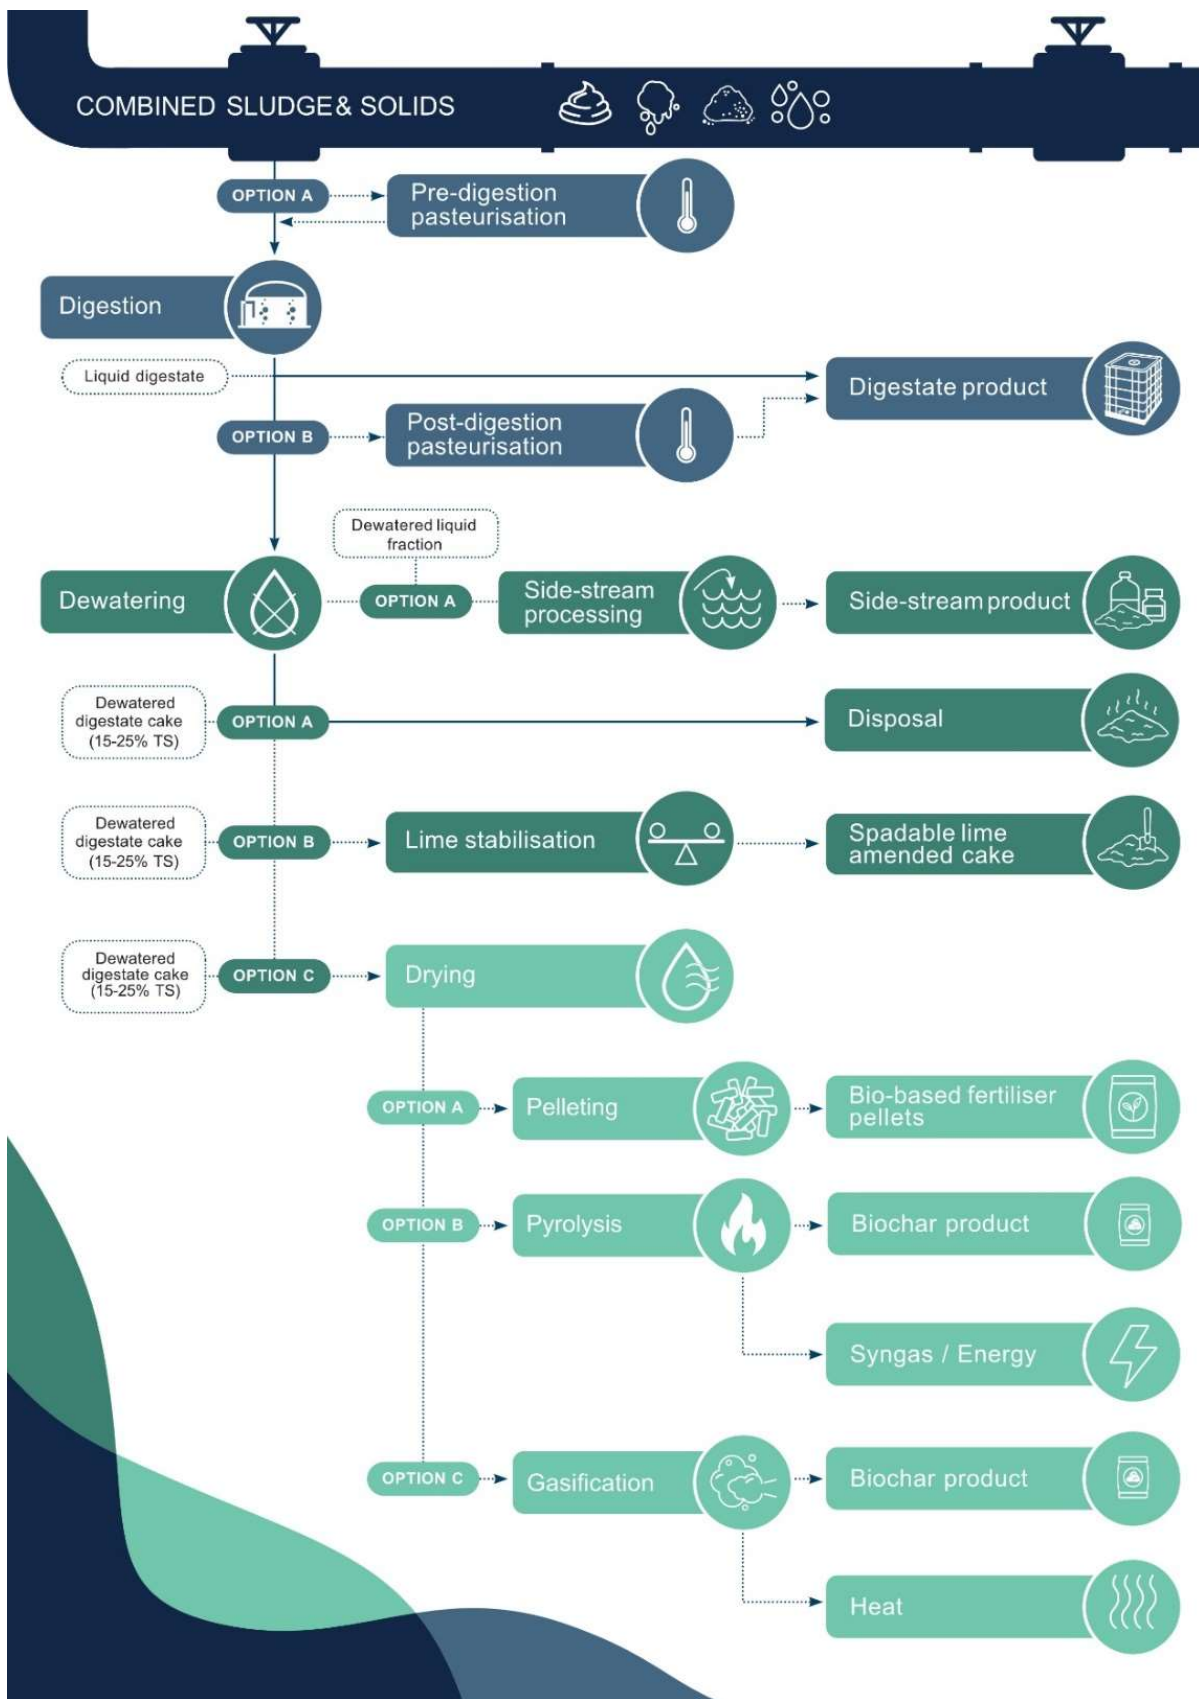 COMBINED SLUDGE & SOLIDS
OPTION A
Pre-digestion
pasteurisation
Digestion
Liquid digestate
Digestate product
OPTION B
Post-digestion
pasteurisation
Dewatered liquid
fraction
Dewatering
OPTION A
Side-stream
processing
Side-stream product
Dewatered
digestate cake
(15-25% TS)
OPTION A
Disposal
Dewatered
digestate cake
(15-25% TS)
OPTION B
Lime stabilisation
Spadable lime
amended cake
Dewatered
digestate cake
(15-25% TS)
OPTION C
Drying
OPTION A
Pelleting
Bio-based fertiliser
pellets
OPTION B
Pyrolysis
Biochar product
Syngas / Energy
OPTION C
Gasification
Biochar product
Heat